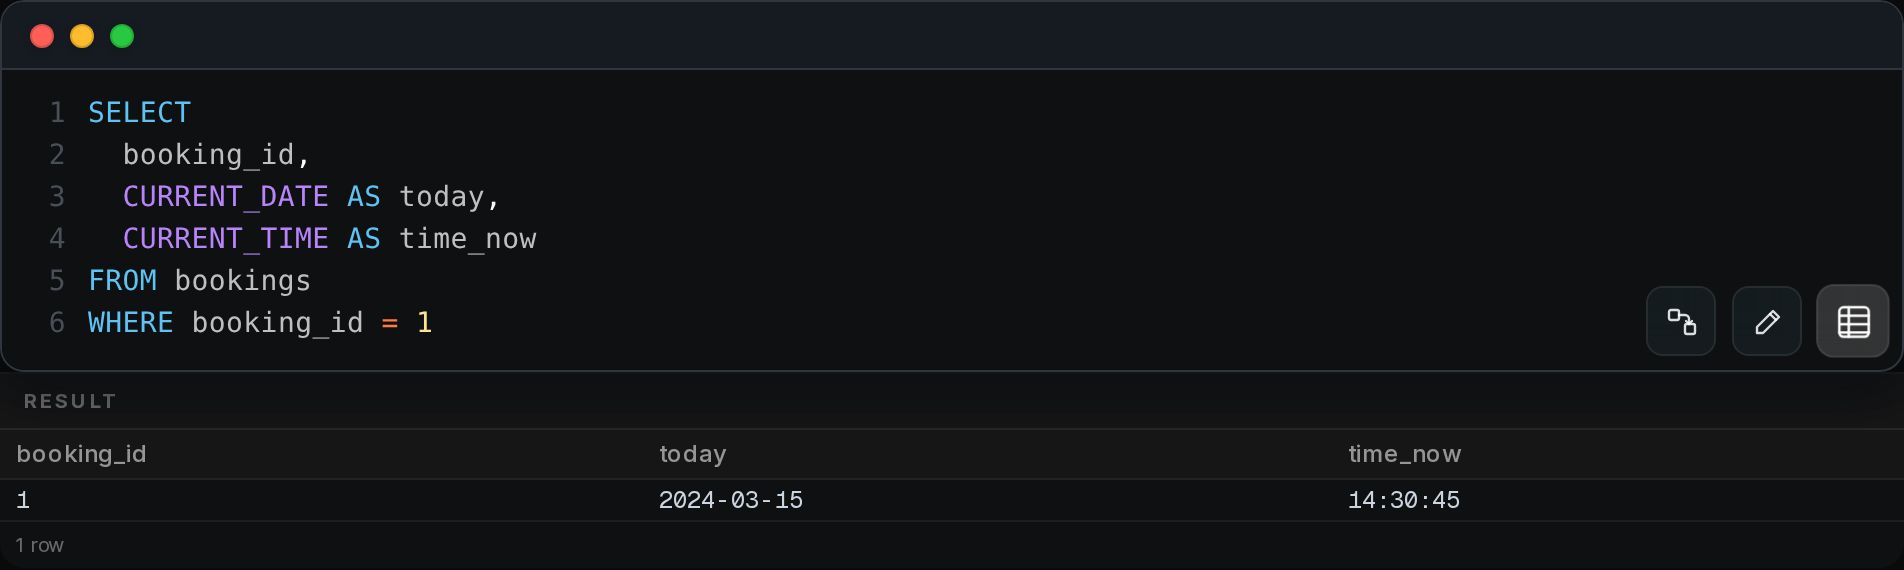 1 SELECT
2   booking_id,
3   CURRENT_DATE AS today,
4   CURRENT_TIME AS time_now
5 FROM bookings
6 WHERE booking_id = 1
RESULT
booking_id today time_now
1 2024-03-15 14:30:45
1 row